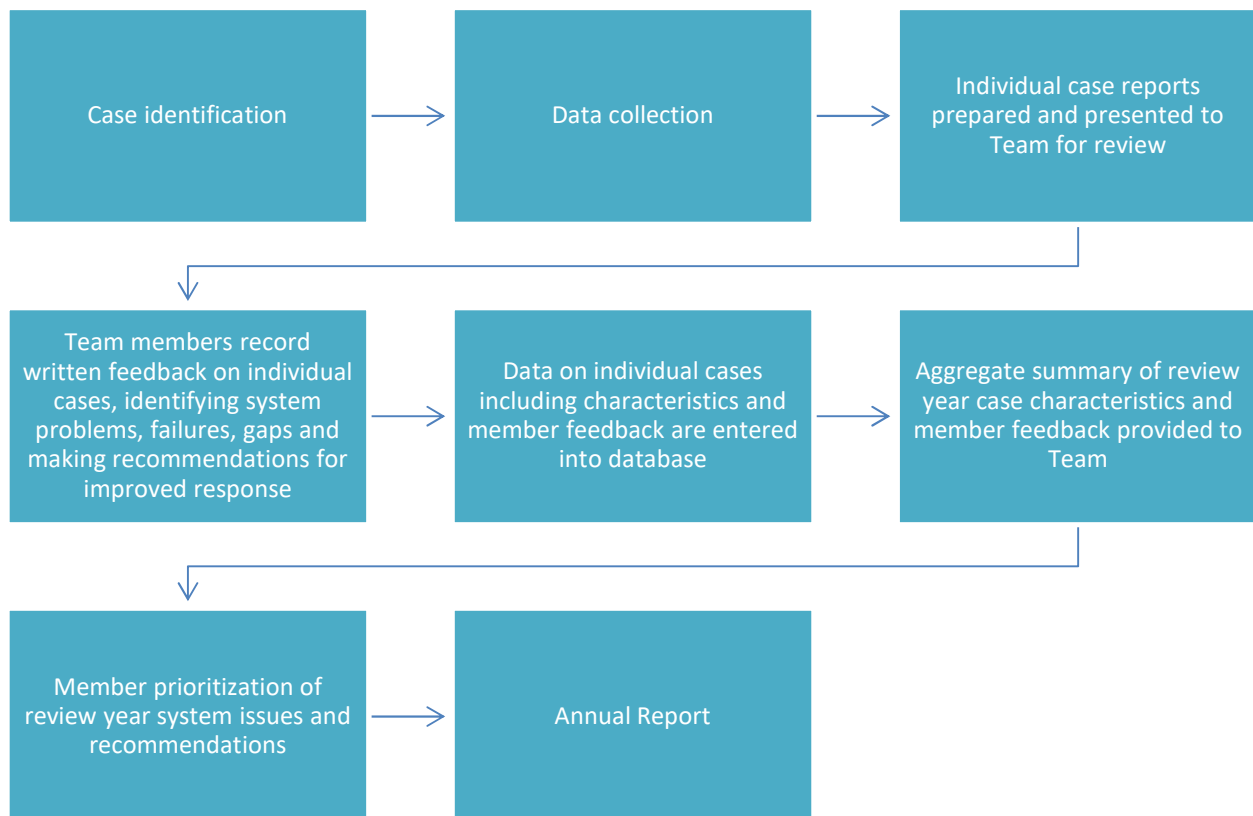 Case identification
Data collection
Individual case reports
prepared and presented to
Team for review
Team members record
written feedback on individual
cases, identifying system
problems, failures, gaps and
making recommendations for
improved response
Data on individual cases
including characteristics and
member feedback are entered
into database
Aggregate summary of review
year case characteristics and
member feedback provided to
Team
Member prioritization of
review year system issues and
recommendations
Annual Report